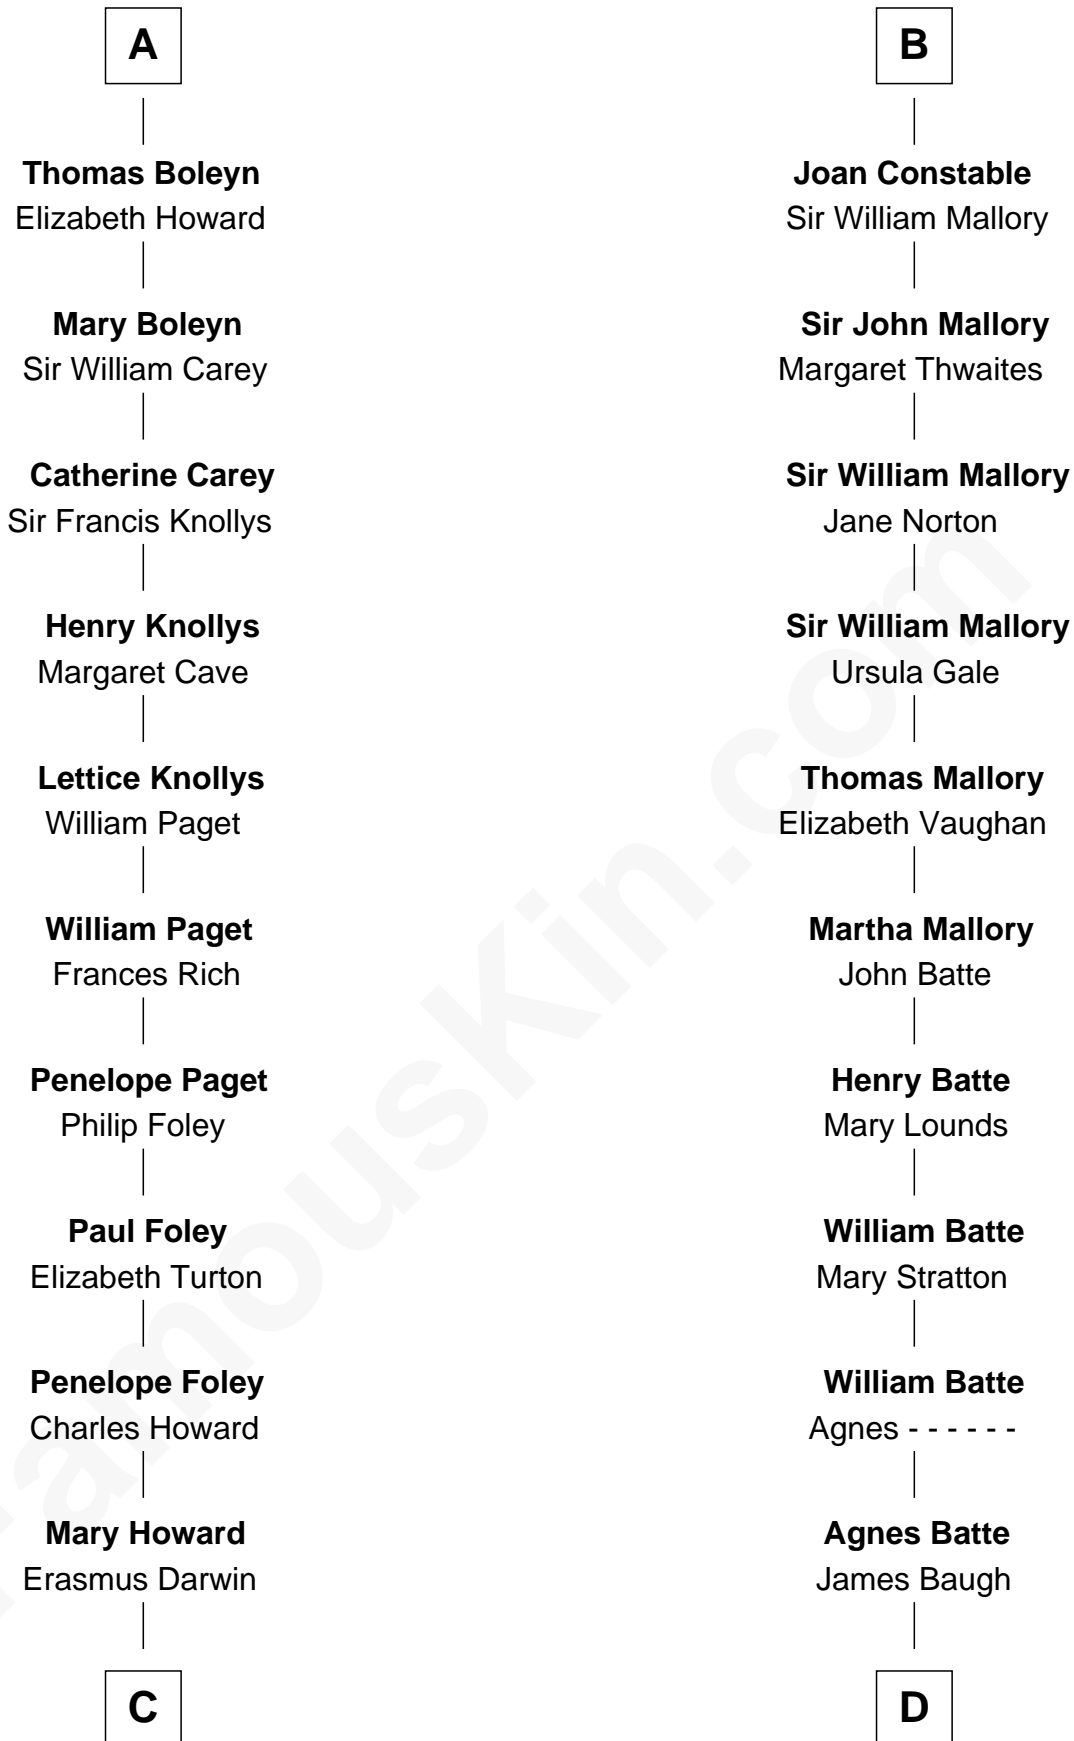 A
Thomas Boleyn
Elizabeth Howard
Mary Boleyn
Sir William Carey
Catherine Carey
Sir Francis Knollys
Henry Knollys
Margaret Cave
Lettice Knollys
William Paget
William Paget
Frances Rich
Penelope Paget
Philip Foley
Paul Foley
Elizabeth Turton
Penelope Foley
Charles Howard
Mary Howard
Erasmus Darwin
C
B
Joan Constable
Sir William Mallory
Sir John Mallory
Margaret Thwaites
Sir William Mallory
Jane Norton
Sir William Mallory
Ursula Gale
Thomas Mallory
Elizabeth Vaughan
Martha Mallory
John Batte
Henry Batte
Mary Lounds
William Batte
Mary Stratton
William Batte
Agnes - - - - - -
Agnes Batte
James Baugh
D
FamousKin.com